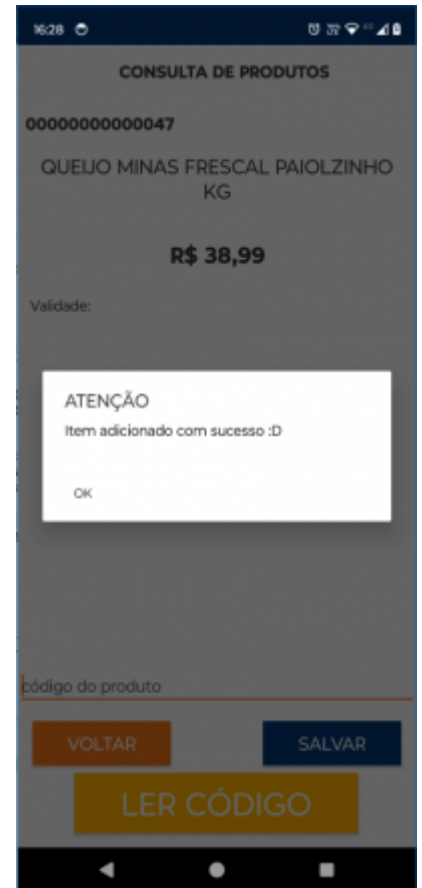 16:28
CONSULTA DE PRODUTOS
00000000000047
QUEIJO MINAS FRESCAL PAIOLZINHO
KG
R$ 38,99
Validade:
ATENÇÃO
Item adicionado com sucesso :D
OK
código do produto
VOLTAR
SALVAR
LER CÓDIGO